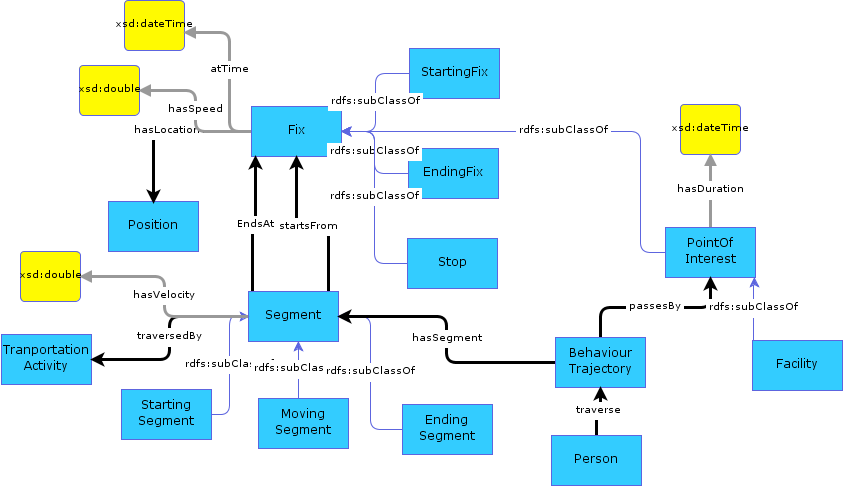 xsd:dateTime
StartingFix
atTime
xsd:double
rdfs:subClassOf
hasSpeed
hasLocation
Fix
rdfs:subClassOf
xsd:dateTime
rdfs:subClassOf
EndingFix
hasDuration
rdfs:subClassOf
Position
EndsAt
startsFrom
PointOf
Interest
Stop
xsd:double
hasVelocity
passesBy
rdfs:subClassOf
Segment
traversedBy
hasSegment
Tranportation
Activity
rdfs:subClas
rdfs:subClas
rdfs:subClassOf
Behaviour
Trajectory
Facility
Starting
Segment
Moving
Segment
Ending
Segment
traverse
Person